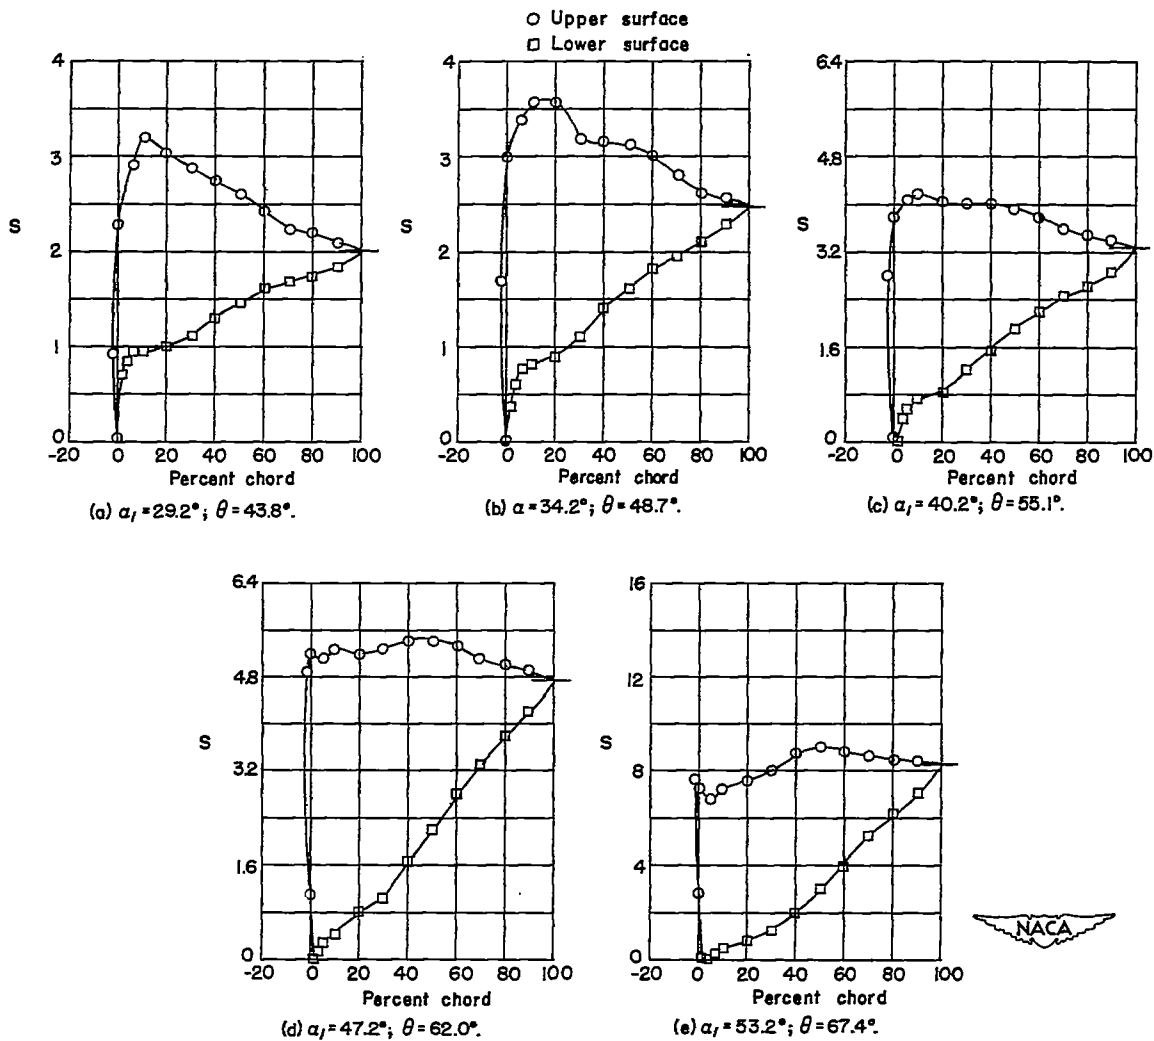 ○ Upper surface
□ Lower surface
4
3
S
2
1
0
-20 0 20 40 60 80 100
Percent chord
(a) α₁ = 29.2°; θ = 43.8°.
4
3
S
2
1
0
-20 0 20 40 60 80 100
Percent chord
(b) α = 34.2°; θ = 48.7°.
6.4
4.8
S
3.2
1.6
0
-20 0 20 40 60 80 100
Percent chord
(c) α₁ = 40.2°; θ = 55.1°.
6.4
4.8
S
3.2
1.6
0
-20 0 20 40 60 80 100
Percent chord
(d) α₁ = 47.2°; θ = 62.0°.
16
12
S
8
4
0
-20 0 20 40 60 80 100
Percent chord
(e) α₁ = 53.2°; θ = 67.4°.
NACA